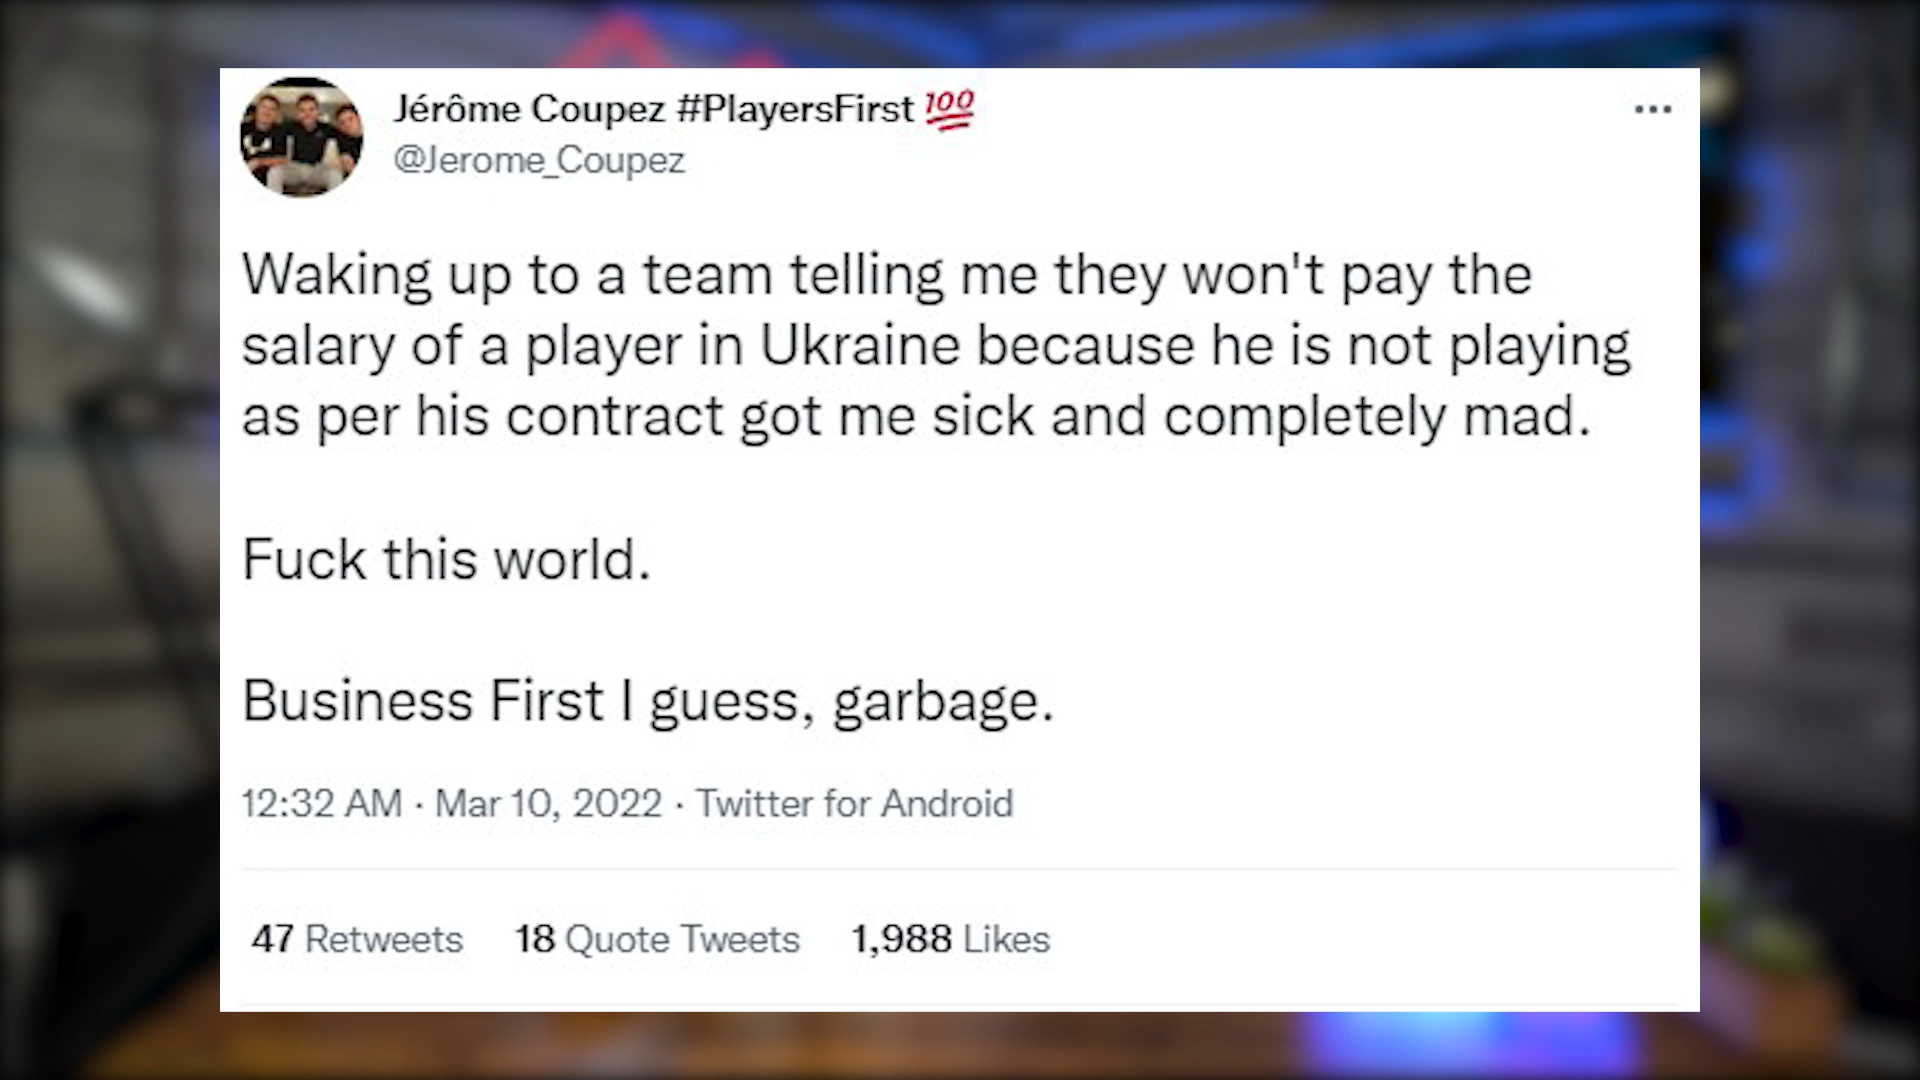 Jérôme Coupez #PlayersFirst 💯
@Jerome_Coupez
Waking up to a team telling me they won't pay the
salary of a player in Ukraine because he is not playing
as per his contract got me sick and completely mad.
Fuck this world.
Business First I guess, garbage.
12:32 AM · Mar 10, 2022 · Twitter for Android
47 Retweets 18 Quote Tweets 1,988 Likes